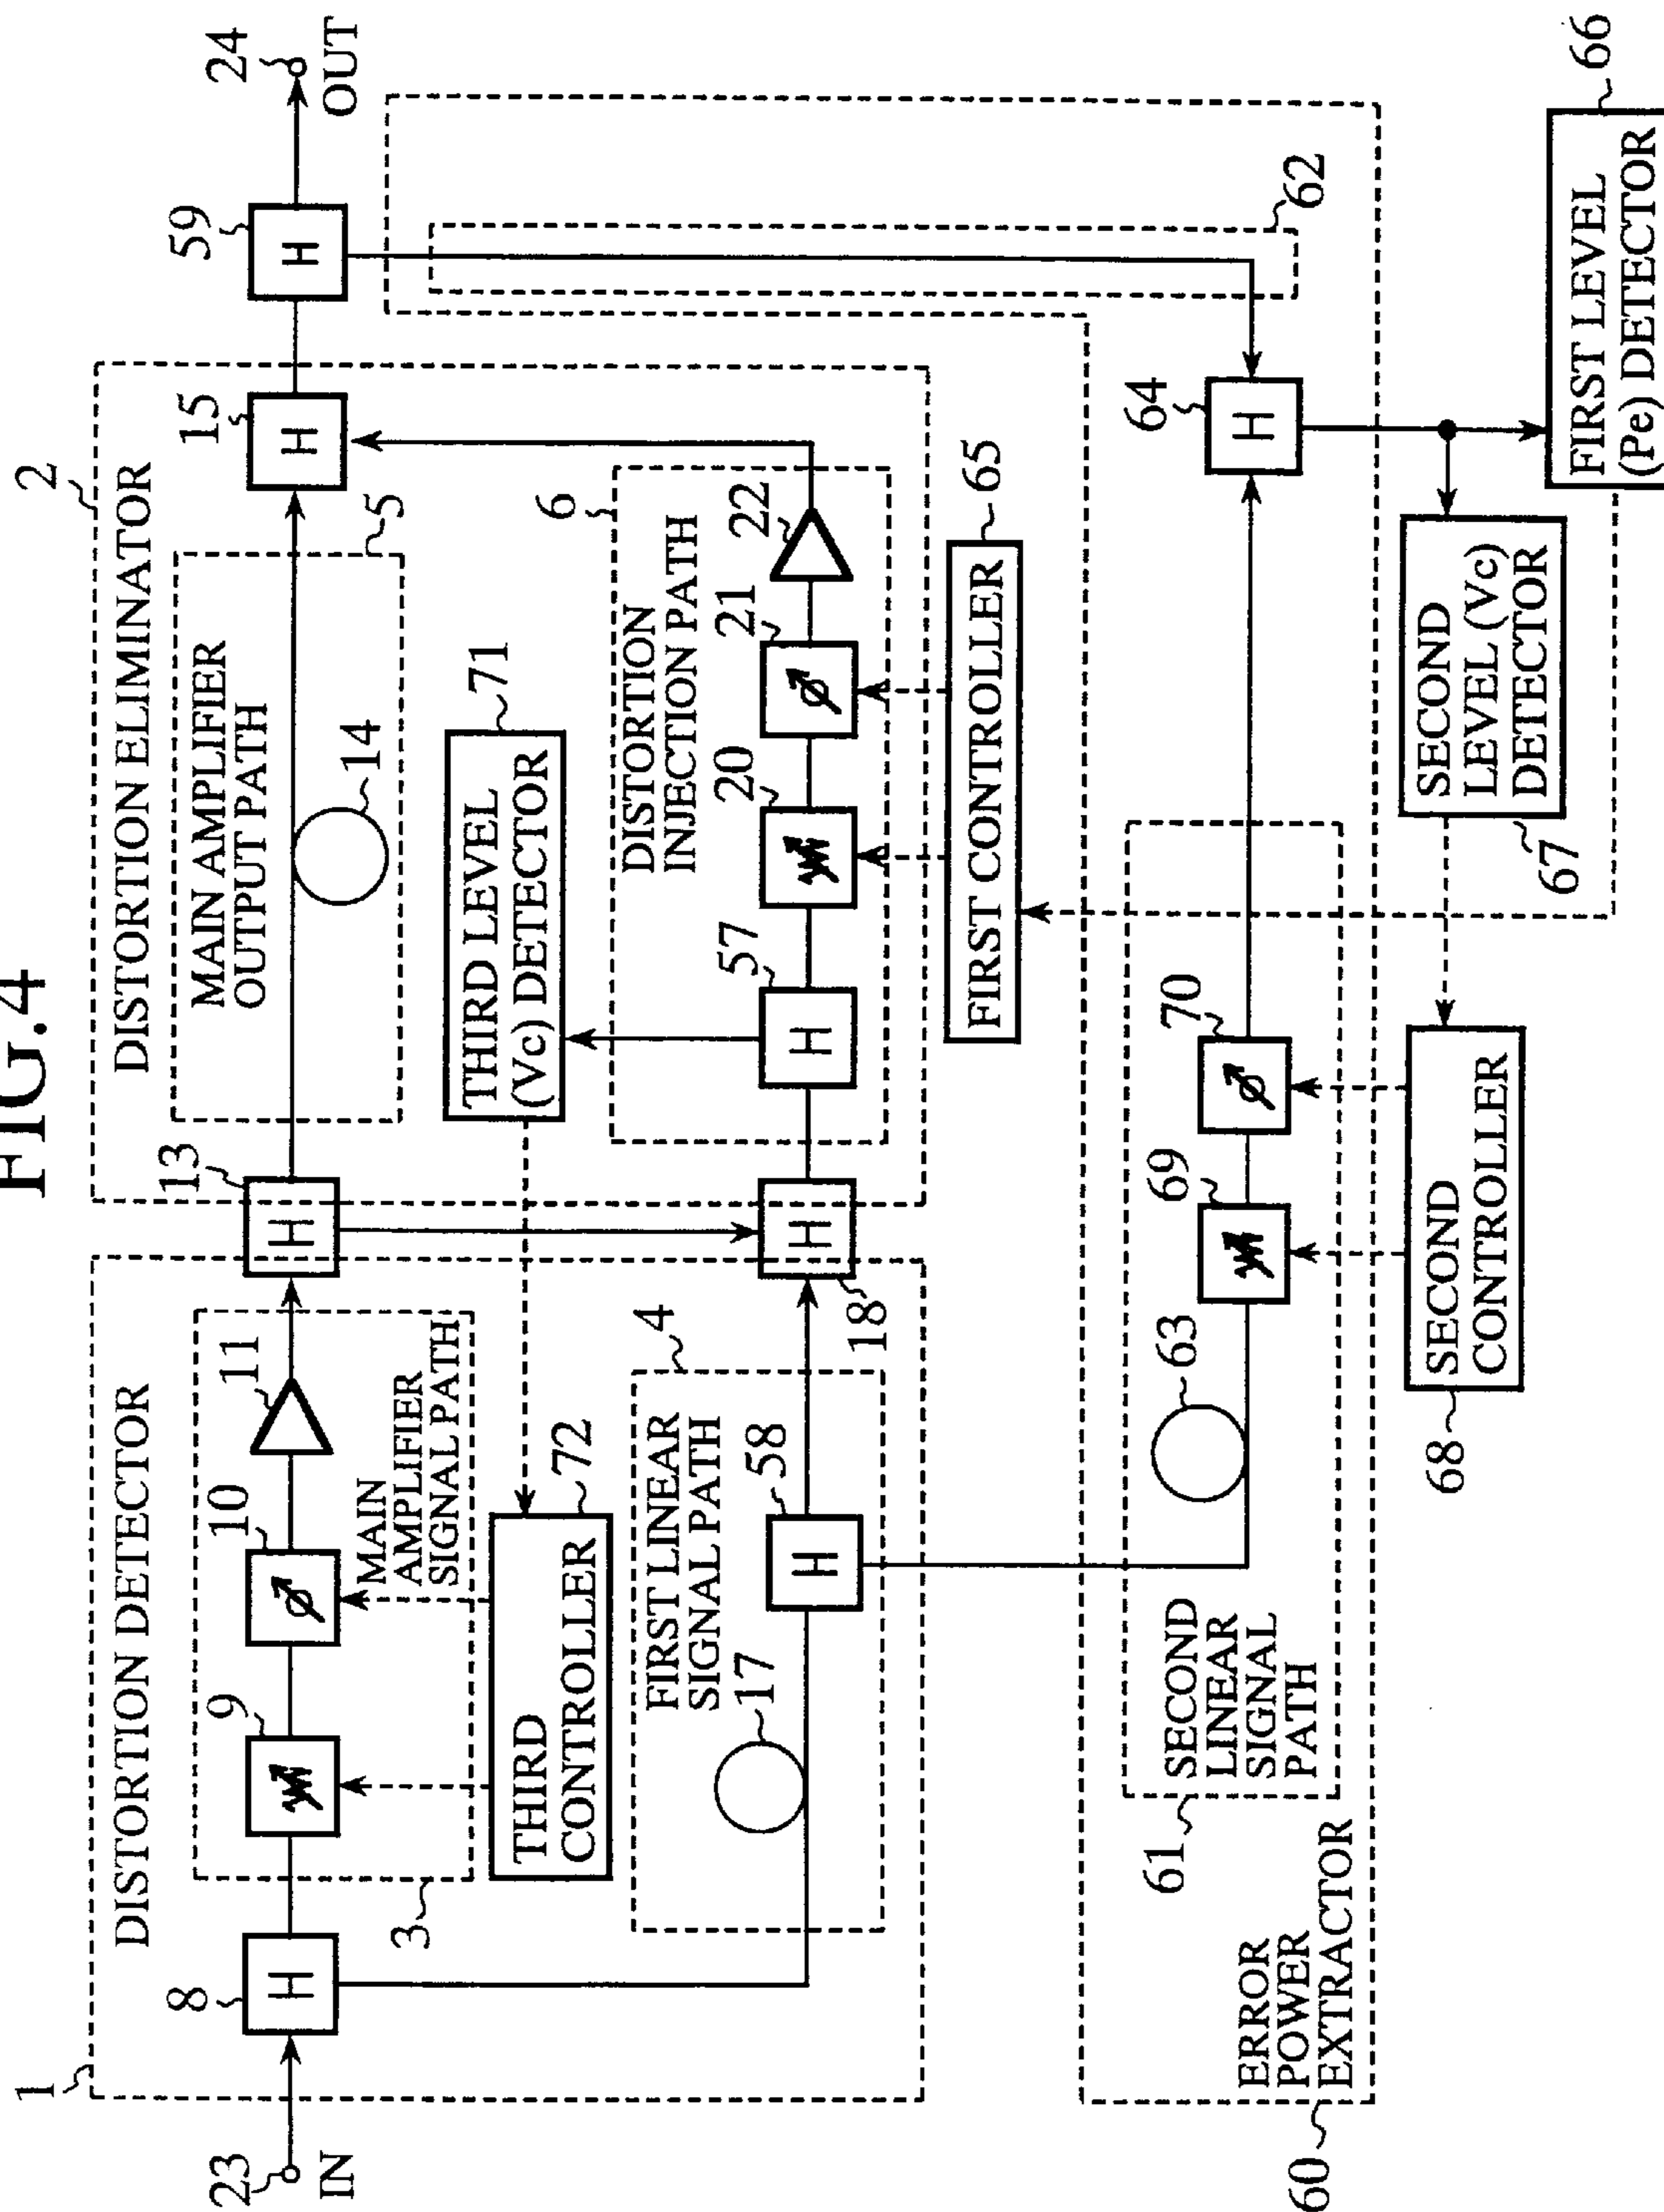 FIG.4
1
DISTORTION DETECTOR
23
IN
8
H
9
10
11
3
MAIN
AMPLIFIER
SIGNAL PATH
THIRD
CONTROLLER
72
FIRST LINEAR
SIGNAL PATH
4
17
58
H
13
H
18
H
2
DISTORTION ELIMINATOR
MAIN AMPLIFIER
OUTPUT PATH
5
14
15
H
THIRD LEVEL
(Vc) DETECTOR
71
DISTORTION
INJECTION PATH
6
57
H
20
21
22
FIRST CONTROLLER
65
59
H
24
OUT
62
64
H
60
ERROR
POWER
EXTRACTOR
61
SECOND
LINEAR
SIGNAL
PATH
63
69
70
68
SECOND
CONTROLLER
67
SECOND
LEVEL (Vc)
DETECTOR
66
FIRST LEVEL
(Pe) DETECTOR